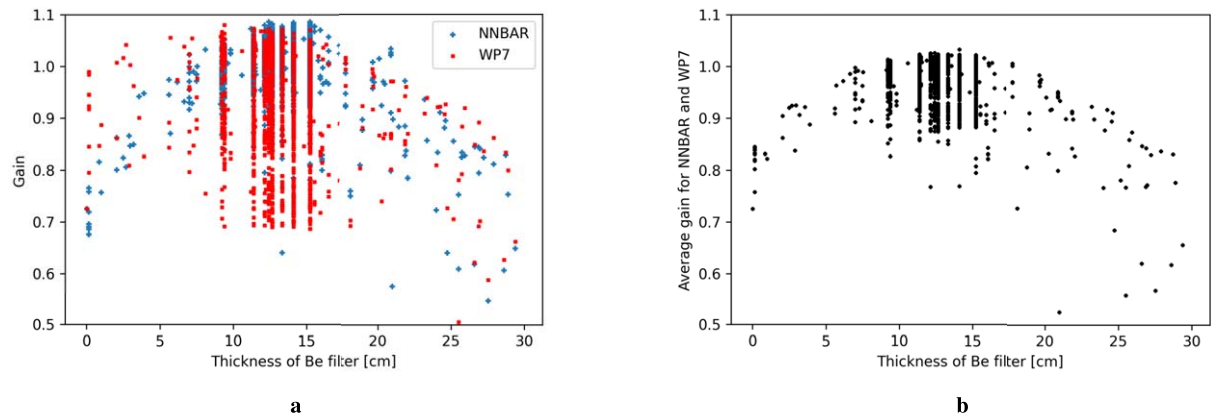 1.1
1.0
0.9
0.8
0.7
0.6
0.5
Gain
NNBAR
WP7
0 5 10 15 20 25 30
Thickness of Be filter [cm]
a
1.1
1.0
0.9
0.8
0.7
0.6
0.5
Average gain for NNBAR and WP7
0 5 10 15 20 25 30
Thickness of Be filter [cm]
b